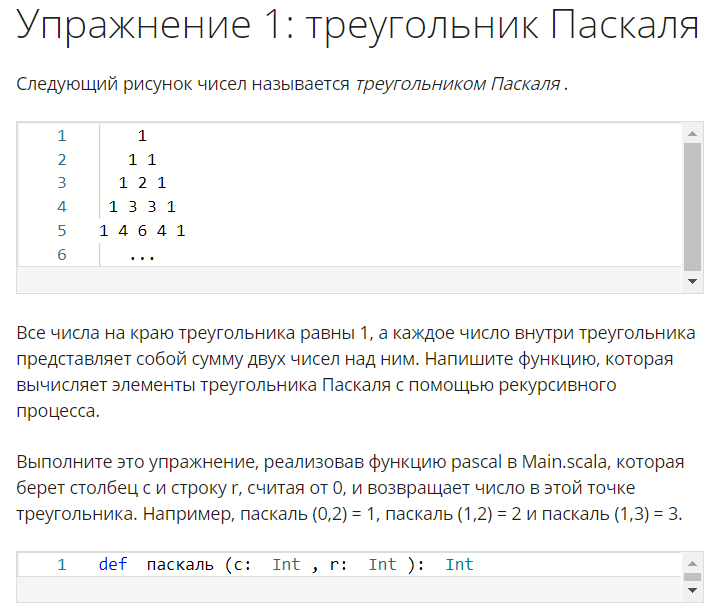 Упражнение 1: треугольник Паскаля
Следующий рисунок чисел называется треугольником Паскаля .
1 1
2 1 1
3 1 2 1
4 1 3 3 1
5 1 4 6 4 1
6 ...
Все числа на краю треугольника равны 1, а каждое число внутри треугольника
представляет собой сумму двух чисел над ним. Напишите функцию, которая
вычисляет элементы треугольника Паскаля с помощью рекурсивного
процесса.
Выполните это упражнение, реализовав функцию pascal в Main.scala, которая
берет столбец c и строку r, считая от 0, и возвращает число в этой точке
треугольника. Например, паскаль (0,2) = 1, паскаль (1,2) = 2 и паскаль (1,3) = 3.
1 def паскаль (c: Int , r: Int ): Int